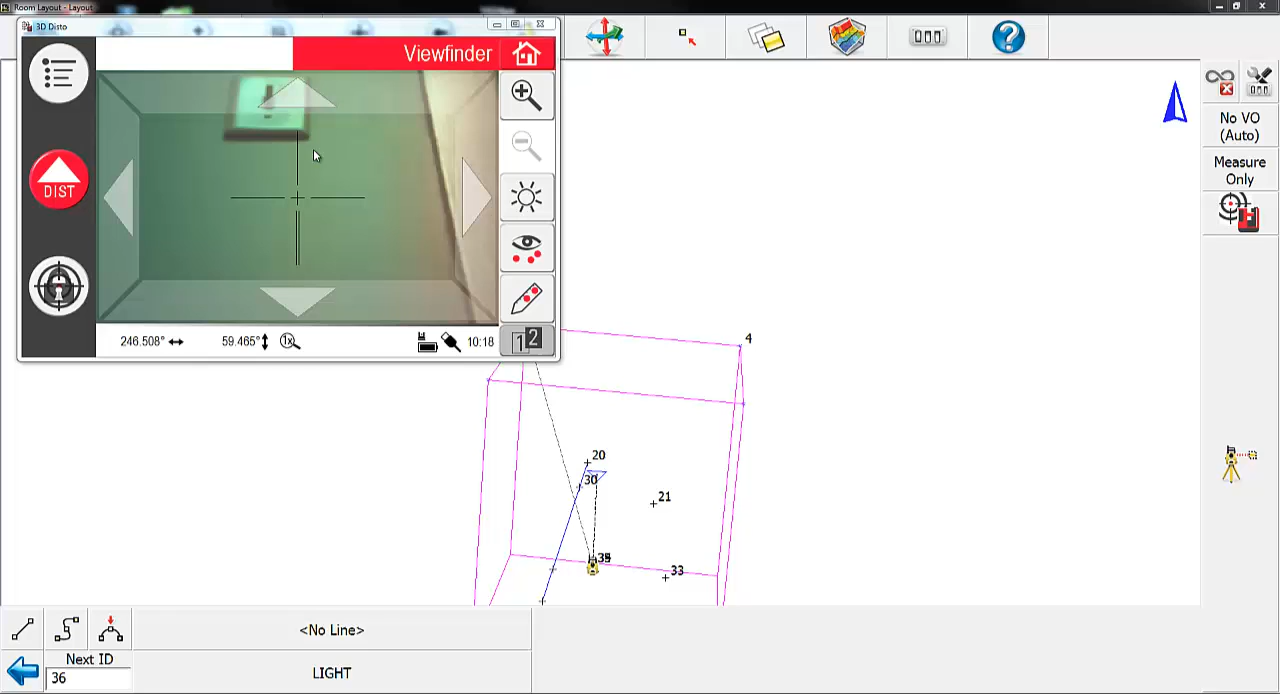 Room Layout - Layout
3D Disto
Viewfinder
DIST
246.508°
59.465°
1x
10:18
1 2
No VO
(Auto)
Measure
Only
4
20
30
21
35
33
<No Line>
Next ID
36
LIGHT